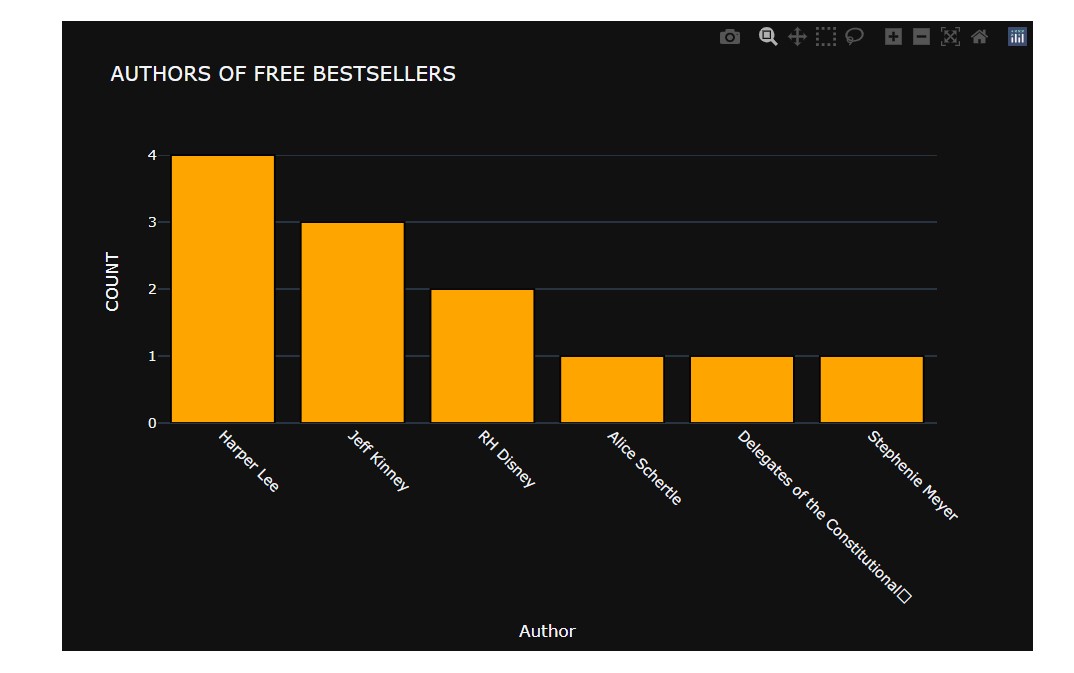 AUTHORS OF FREE BESTSELLERS
4
3
2
1
0
COUNT
Harper Lee
Jeff Kinney
RH Disney
Alice Schertle
Delegates of the Constitutional
Stephenie Meyer
Author